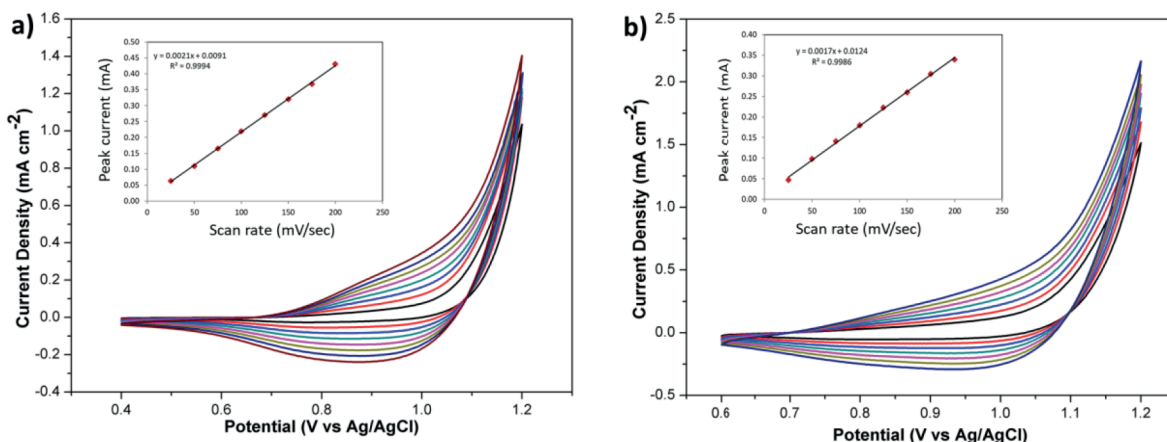 a)
Current Density (mA cm-2)
1.6
1.4
1.2
1.0
0.8
0.6
0.4
0.2
0.0
-0.2
-0.4
0.4 0.6 0.8 1.0 1.2
Potential (V vs Ag/AgCl)
Peak current (mA)
0.50
0.45
0.40
0.35
0.30
0.25
0.20
0.15
0.10
0.05
0.00
y = 0.0021x + 0.0091
R² = 0.9994
0 50 100 150 200 250
Scan rate (mV/sec)
b)
Current Density (mA cm-2)
2.5
2.0
1.5
1.0
0.5
0.0
-0.5
0.6 0.7 0.8 0.9 1.0 1.1 1.2
Potential (V vs Ag/AgCl)
Peak current (mA)
0.40
0.35
0.30
0.25
0.20
0.15
0.10
0.05
0.00
y = 0.0017x + 0.0124
R² = 0.9986
0 50 100 150 200 250
Scan rate (mV/sec)